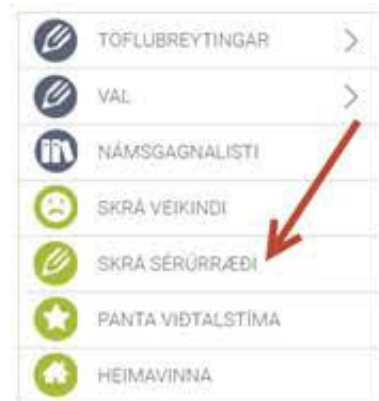 TÖFLUBREYTINGAR
VAL
NÁMSGAGNALISTI
SKRÁ VEIKINDI
SKRÁ SÉRÚRRÆÐI
PANTA VIÐTALSTÍMA
HEIMAVINNA